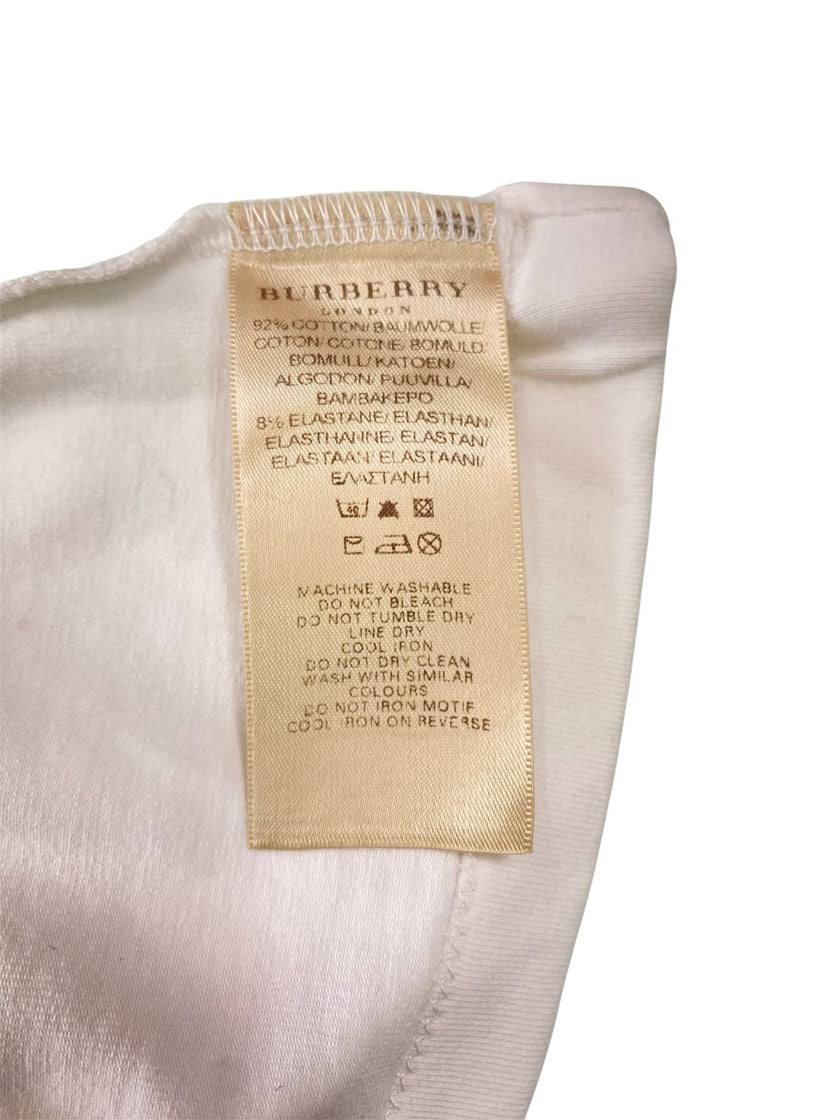 BURBERRY
LONDON
92% COTTON/BAUMWOLLE/
COTON/COTONE/BOMULD/
BOMULL/KATOEN/
ALGODON/PUUVILLA/
BAMBAKEPO
8% ELASTANE/ELASTHAN/
ELASTHANNE/ELASTAN/
ELASTAAN/ELASTAANI/
ΕΛΑΣΤΑΝΗ
40
MACHINE WASHABLE
DO NOT BLEACH
DO NOT TUMBLE DRY
LINE DRY
COOL IRON
DO NOT DRY CLEAN
WASH WITH SIMILAR
COLOURS
DO NOT IRON MOTIF
COOL IRON ON REVERSE